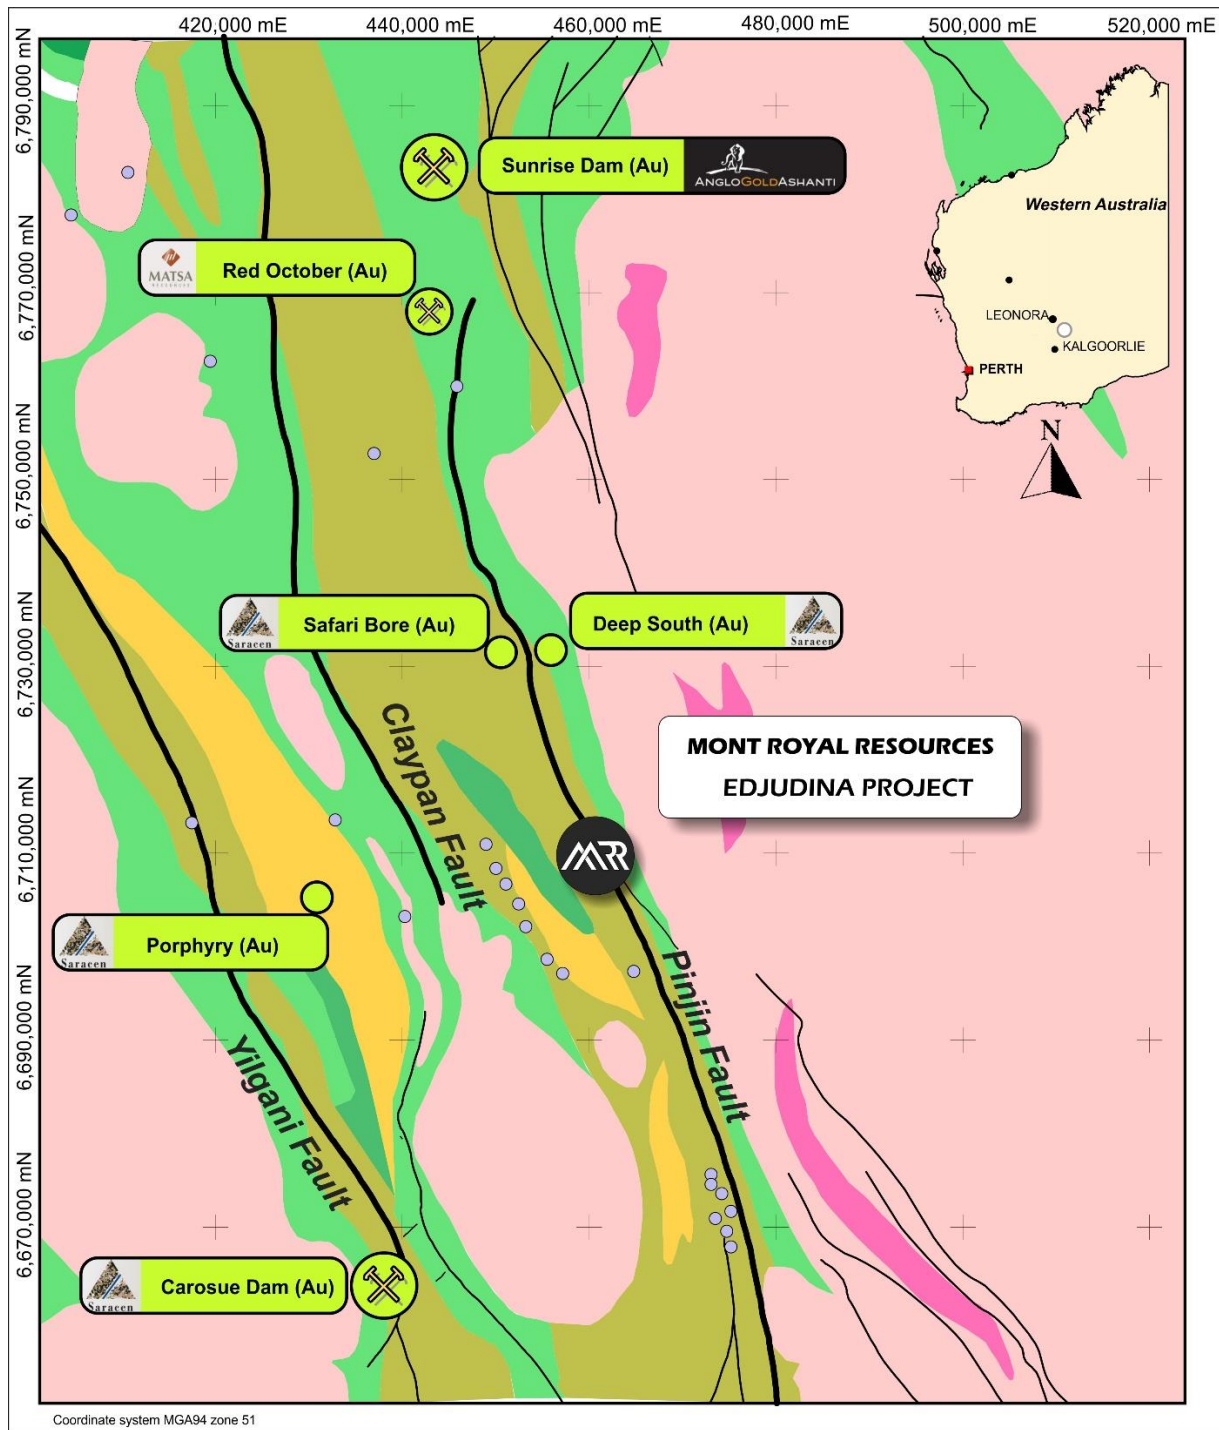 420,000 mE
440,000 mE
460,000 mE
480,000 mE
500,000 mE
520,000 mE
6,790,000 mN
6,770,000 mN
6,750,000 mN
6,730,000 mN
6,710,000 mN
6,690,000 mN
6,670,000 mN
Sunrise Dam (Au)
ANGLOGOLDASHANTI
Western Australia
LEONORA
KALGOORLIE
PERTH
N
MATSA
RESOURCES
Red October (Au)
Saracen
Safari Bore (Au)
Deep South (Au)
Saracen
MONT ROYAL RESOURCES
EDJUDINA PROJECT
Claypan Fault
MRR
Saracen
Porphyry (Au)
Pinjin Fault
Yilgani Fault
Saracen
Carosue Dam (Au)
Coordinate system MGA94 zone 51